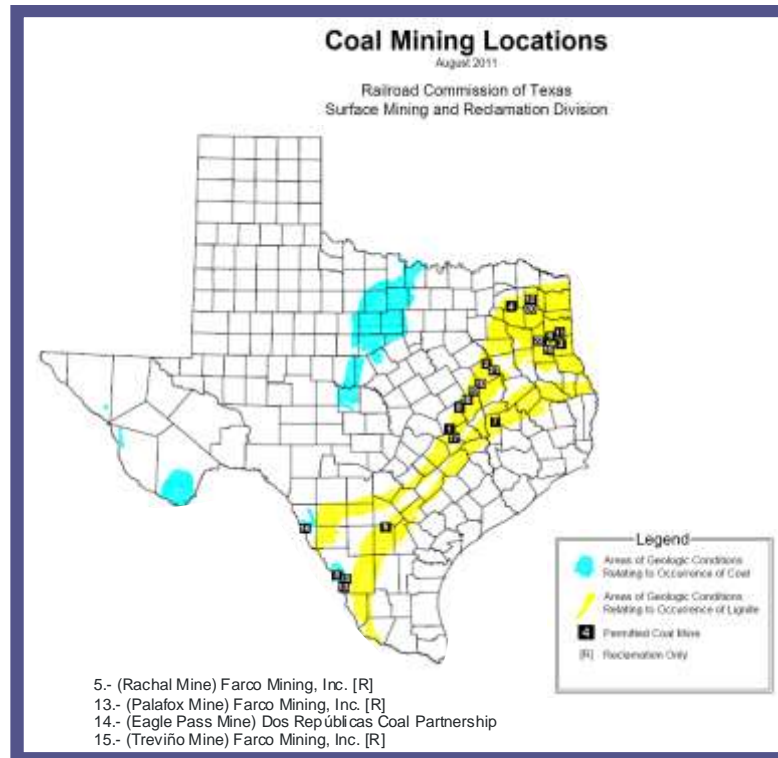 Coal Mining Locations
August 2011
Railroad Commission of Texas
Surface Mining and Reclamation Division
4
Legend
Areas of Geologic Conditions
Relating to Occurrence of Coal
Areas of Geologic Conditions
Relating to Occurrence of Lignite
4 Permitted Coal Mine
[R] Reclamation Only
5.- (Rachal Mine) Farco Mining, Inc. [R]
13.- (Palafox Mine) Farco Mining, Inc. [R]
14.- (Eagle Pass Mine) Dos Repúblicas Coal Partnership
15.- (Treviño Mine) Farco Mining, Inc. [R]